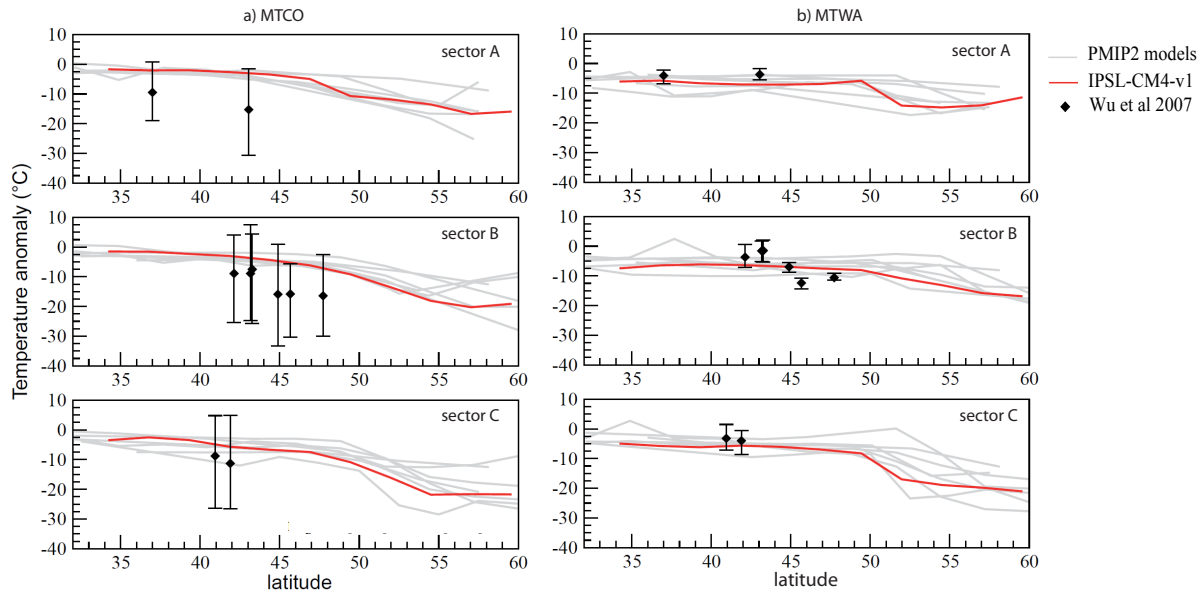 a) MTCO
b) MTWA
Temperature anomaly (°C)
10
0
-10
-20
-30
-40
sector A
35 40 45 50 55 60
10
0
-10
-20
-30
-40
sector A
35 40 45 50 55 60
PMIP2 models
IPSL-CM4-v1
Wu et al 2007
10
0
-10
-20
-30
-40
sector B
35 40 45 50 55 60
10
0
-10
-20
-30
-40
sector B
35 40 45 50 55 60
10
0
-10
-20
-30
-40
sector C
35 40 45 50 55 60
latitude
10
0
-10
-20
-30
-40
sector C
35 40 45 50 55 60
latitude